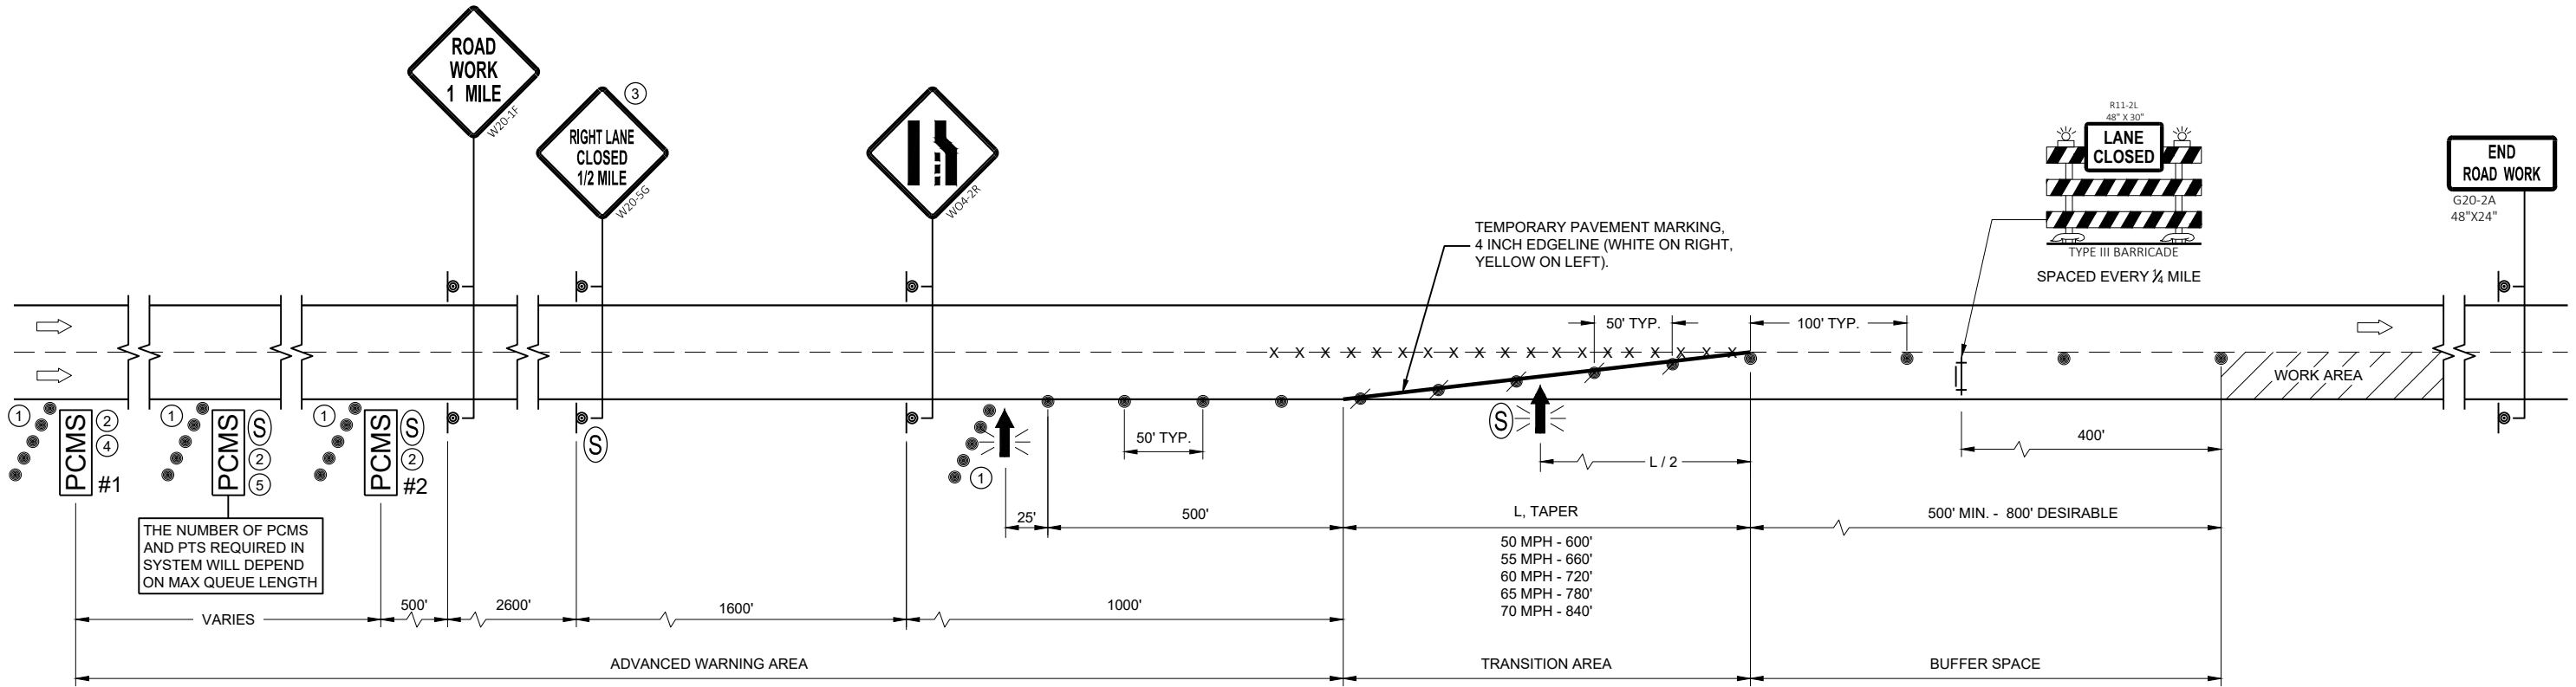 ROAD
WORK
1 MILE
W20-1F
3
RIGHT LANE
CLOSED
1/2 MILE
W20-5G
WO4-2R
TEMPORARY PAVEMENT MARKING,
4 INCH EDGELINE (WHITE ON RIGHT,
YELLOW ON LEFT).
R11-2L
48" X 30"
LANE
CLOSED
TYPE III BARRICADE
SPACED EVERY ¼ MILE
END
ROAD WORK
G20-2A
48"X24"
50' TYP.
100' TYP.
X X X X X X X X X X X X X X X X X X X
WORK AREA
1
PCMS
2
4
#1
1
PCMS
S
2
5
1
PCMS
S
2
#2
S
1
50' TYP.
S
L / 2
400'
THE NUMBER OF PCMS
AND PTS REQUIRED IN
SYSTEM WILL DEPEND
ON MAX QUEUE LENGTH
25'
500'
L, TAPER
50 MPH - 600'
55 MPH - 660'
60 MPH - 720'
65 MPH - 780'
70 MPH - 840'
500' MIN. - 800' DESIRABLE
VARIES
500'
2600'
1600'
1000'
ADVANCED WARNING AREA
TRANSITION AREA
BUFFER SPACE